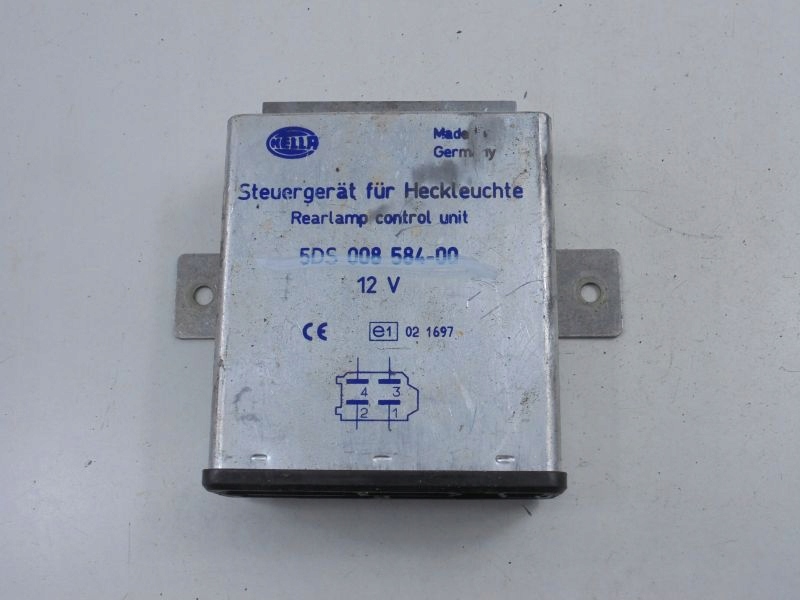 HELLA
Made
Germany
Steuergerät für Heckleuchte
Rearlamp control unit
5DS 008 584-00
12 V
CE e1 02 1697
4 3
2 1